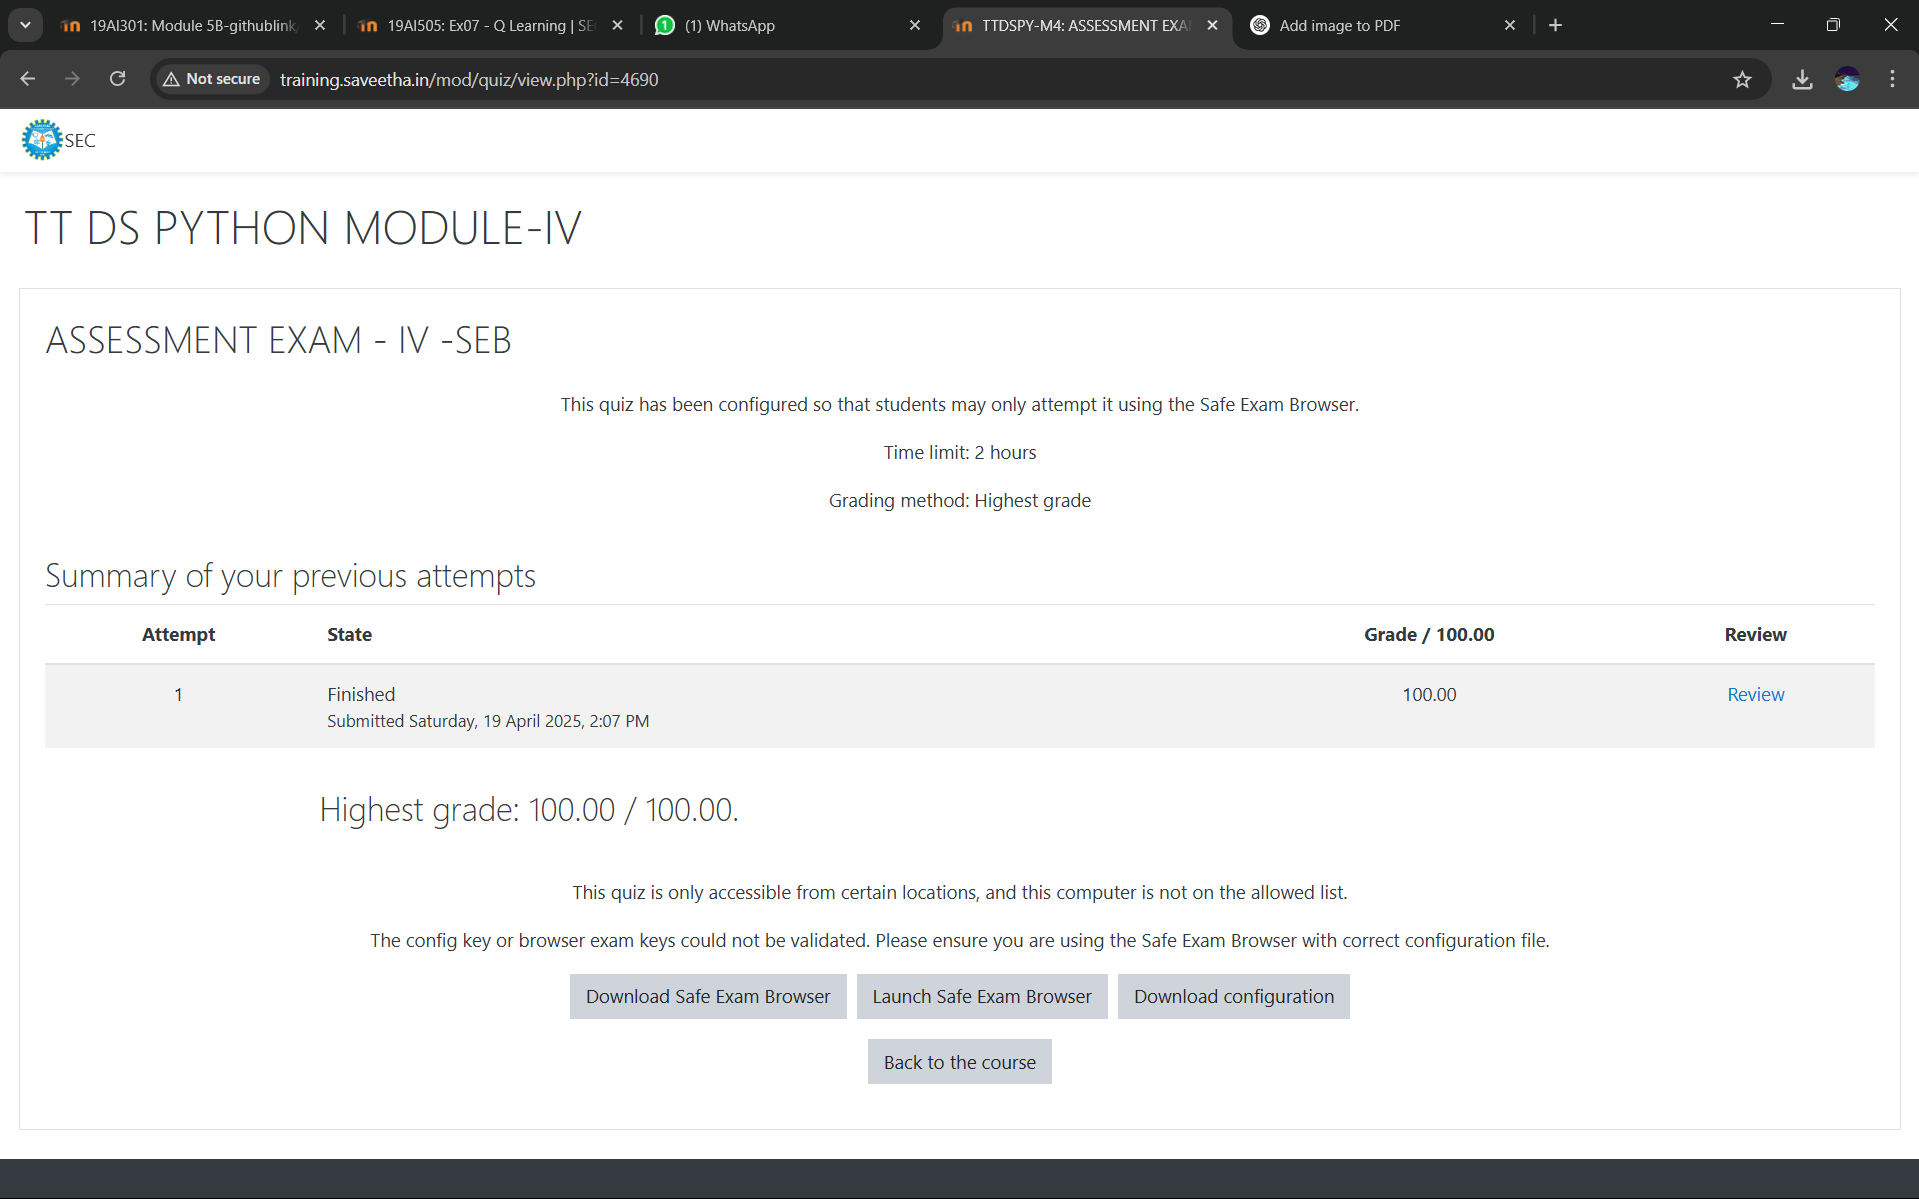 19AI301: Module 5B-githublink
19AI505: Ex07 - Q Learning | SE
(1) WhatsApp
TTDSPY-M4: ASSESSMENT EXA
Add image to PDF
Not secure
training.saveetha.in/mod/quiz/view.php?id=4690
SEC
TT DS PYTHON MODULE-IV
ASSESSMENT EXAM - IV -SEB
This quiz has been configured so that students may only attempt it using the Safe Exam Browser.
Time limit: 2 hours
Grading method: Highest grade
Summary of your previous attempts
Attempt State Grade / 100.00 Review
1 Finished 100.00 Review
Submitted Saturday, 19 April 2025, 2:07 PM
Highest grade: 100.00 / 100.00.
This quiz is only accessible from certain locations, and this computer is not on the allowed list.
The config key or browser exam keys could not be validated. Please ensure you are using the Safe Exam Browser with correct configuration file.
Download Safe Exam Browser Launch Safe Exam Browser Download configuration
Back to the course